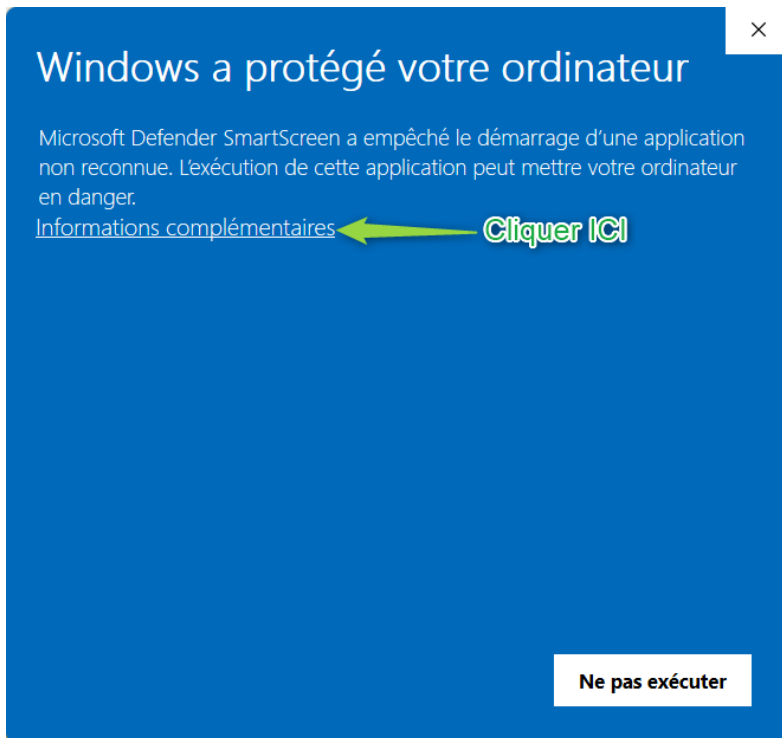 Windows a protégé votre ordinateur
Microsoft Defender SmartScreen a empêché le démarrage d’une application
non reconnue. L’exécution de cette application peut mettre votre ordinateur
en danger.
Informations complémentaires
Cliquer ICI
Ne pas exécuter